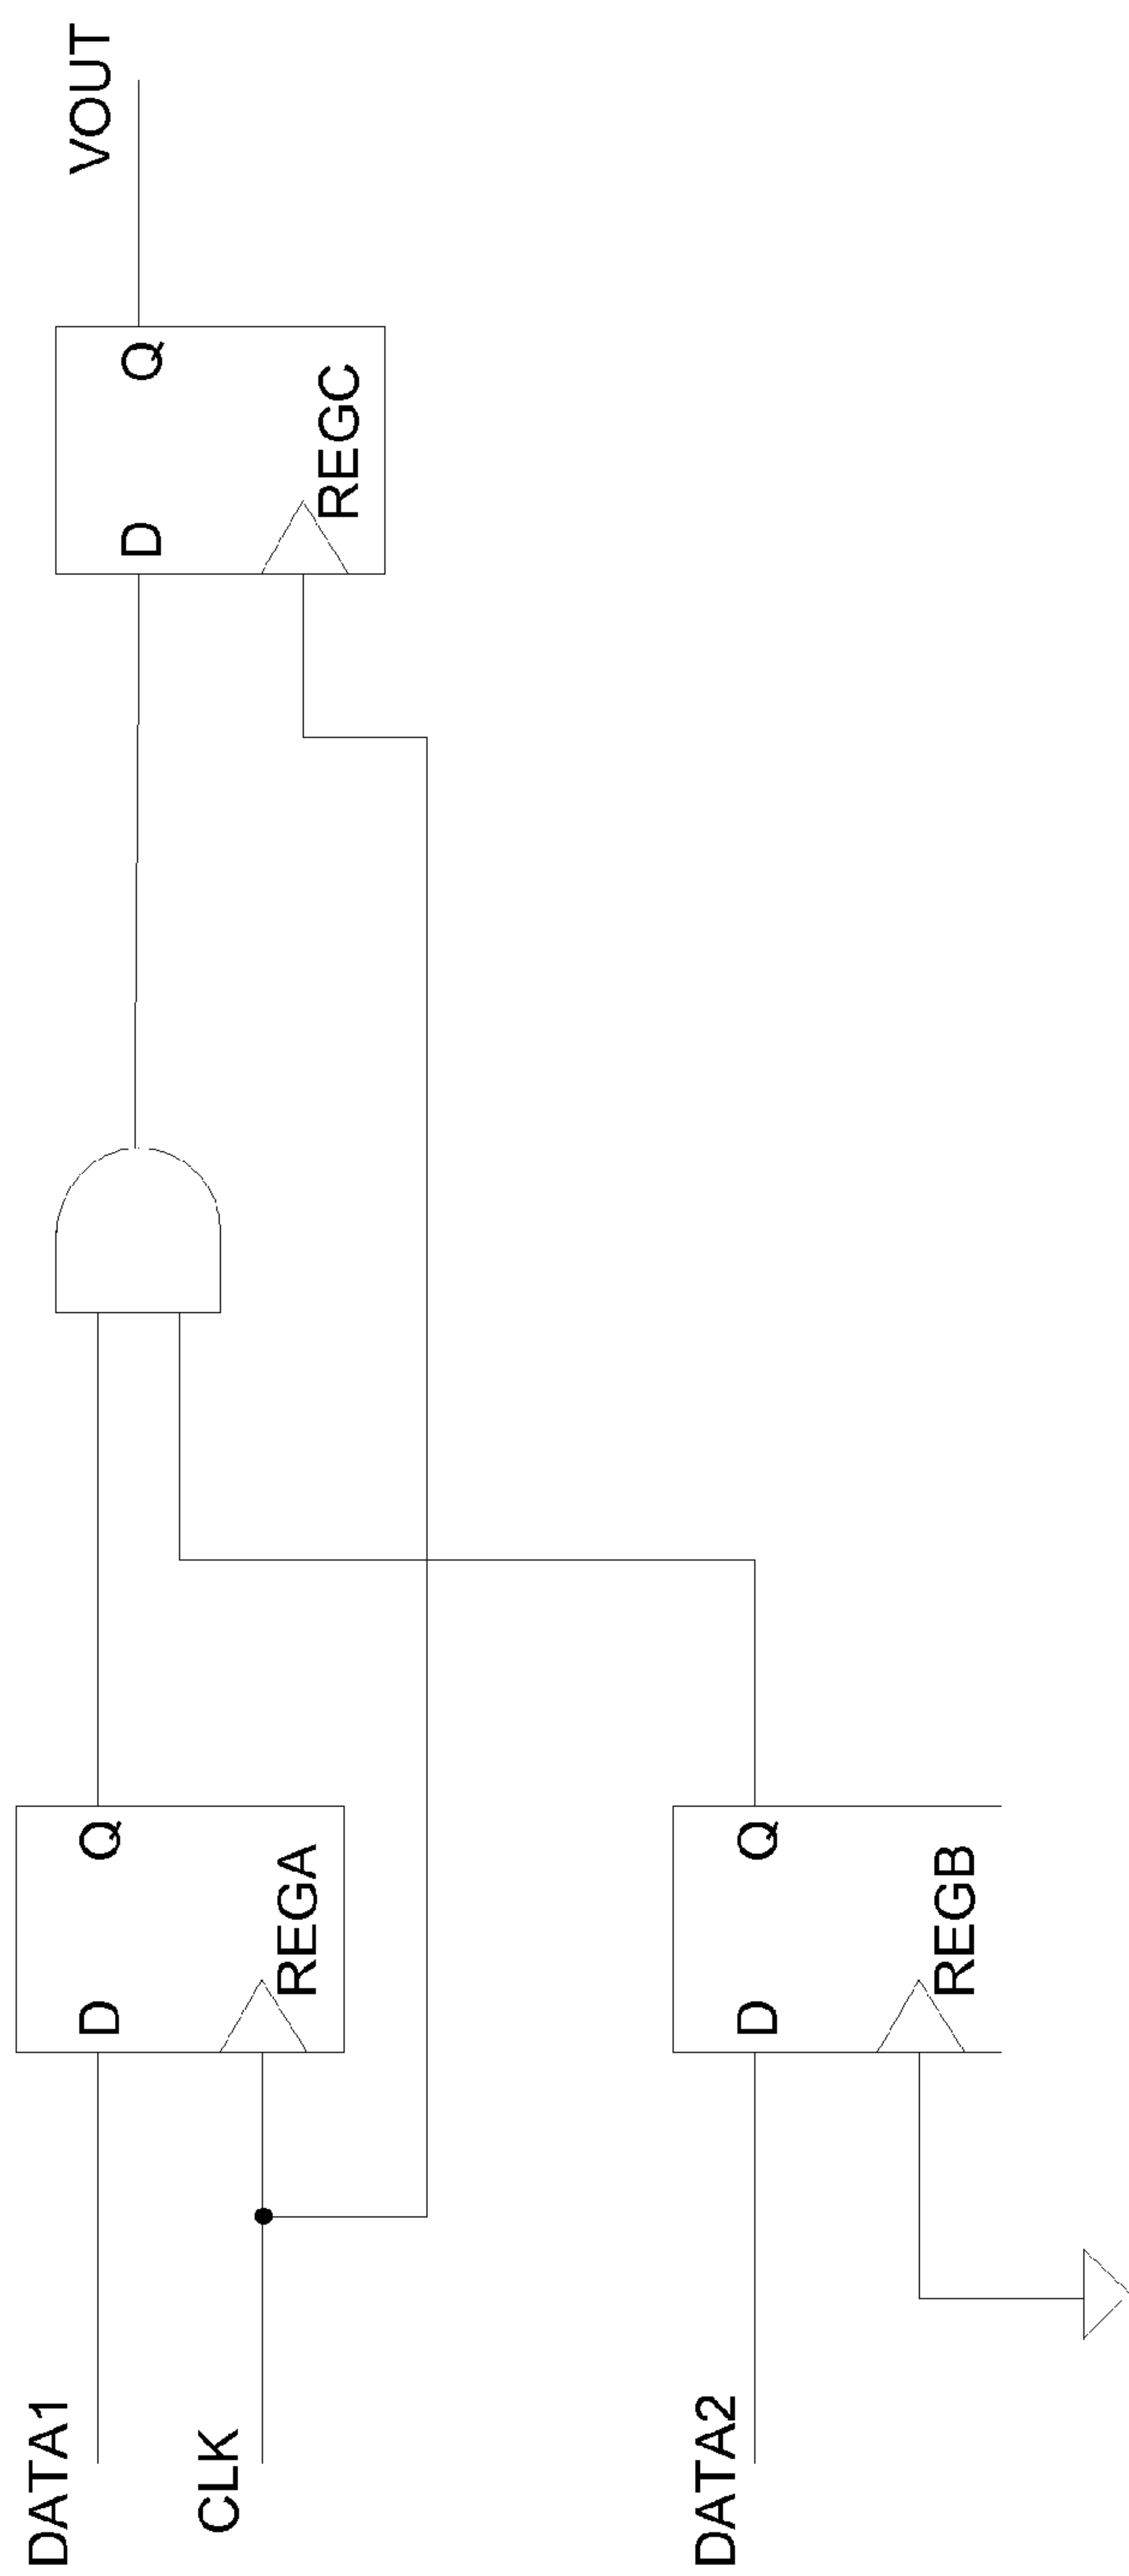 DATA1
D
Q
REGA
CLK
D
Q
REGC
VOUT
DATA2
D
Q
REGB